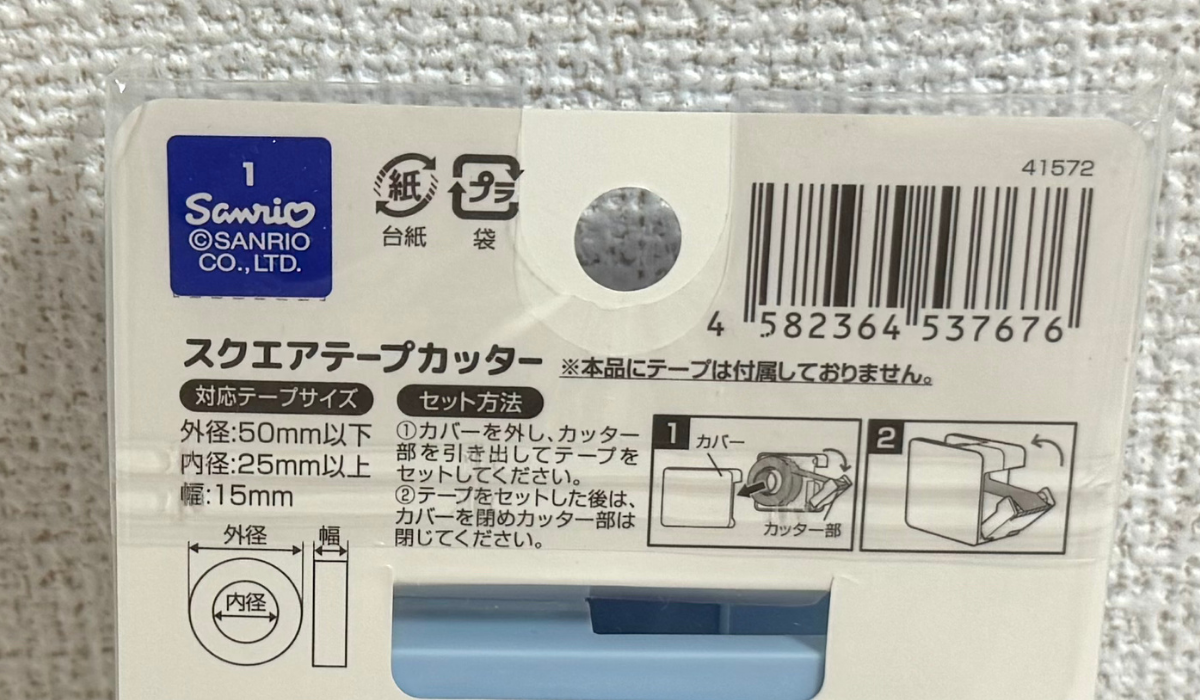 1
Sanrio
©SANRIO
CO.,LTD.
紙
台紙
プラ
袋
41572
4 582364 537676
スクエアテープカッター
※本品にテープは付属しておりません。
対応テープサイズ
外径:50mm以下
内径:25mm以上
幅:15mm
外径
幅
内径
セット方法
①カバーを外し、カッター
部を引き出してテープを
セットしてください。
②テープをセットした後は、
カバーを閉めカッター部は
閉じてください。
1
カバー
カッター部
2